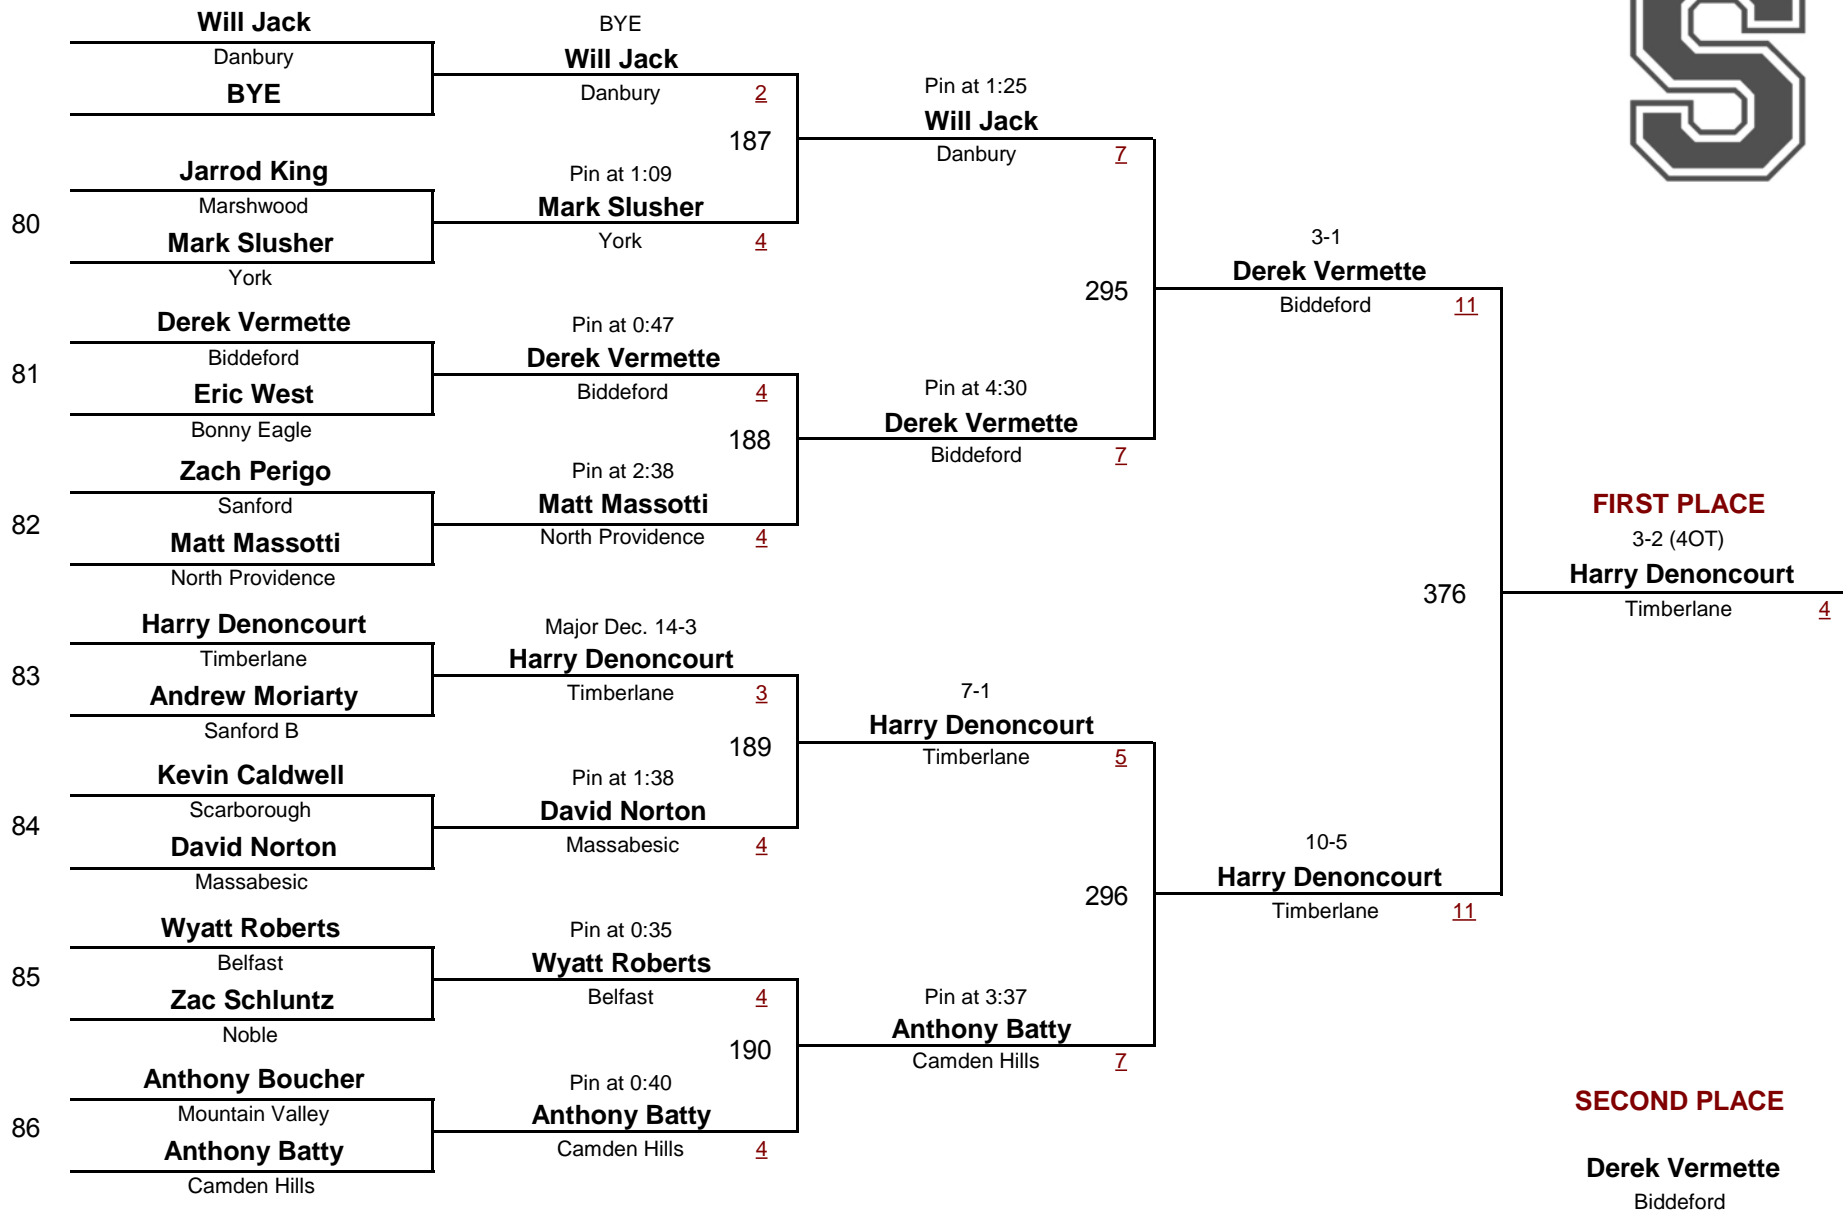 Will Jack
Danbury
BYE
80
Jarrod King
Marshwood
Mark Slusher
York
81
Derek Vermette
Biddeford
Eric West
Bonny Eagle
82
Zach Perigo
Sanford
Matt Massotti
North Providence
83
Harry Denoncourt
Timberlane
Andrew Moriarty
Sanford B
84
Kevin Caldwell
Scarborough
David Norton
Massabesic
85
Wyatt Roberts
Belfast
Zac Schluntz
Noble
86
Anthony Boucher
Mountain Valley
Anthony Batty
Camden Hills
BYE
Will Jack
Danbury 2
187
Pin at 1:09
Mark Slusher
York 4
Pin at 0:47
Derek Vermette
Biddeford 4
188
Pin at 2:38
Matt Massotti
North Providence 4
Major Dec. 14-3
Harry Denoncourt
Timberlane 3
189
Pin at 1:38
David Norton
Massabesic 4
Pin at 0:35
Wyatt Roberts
Belfast 4
190
Pin at 0:40
Anthony Batty
Camden Hills 4
Pin at 1:25
Will Jack
Danbury 7
295
Pin at 4:30
Derek Vermette
Biddeford 7
7-1
Harry Denoncourt
Timberlane 5
296
Pin at 3:37
Anthony Batty
Camden Hills 7
3-1
Derek Vermette
Biddeford 11
376
10-5
Harry Denoncourt
Timberlane 11
S
FIRST PLACE
3-2 (4OT)
Harry Denoncourt
Timberlane 4
SECOND PLACE
Derek Vermette
Biddeford